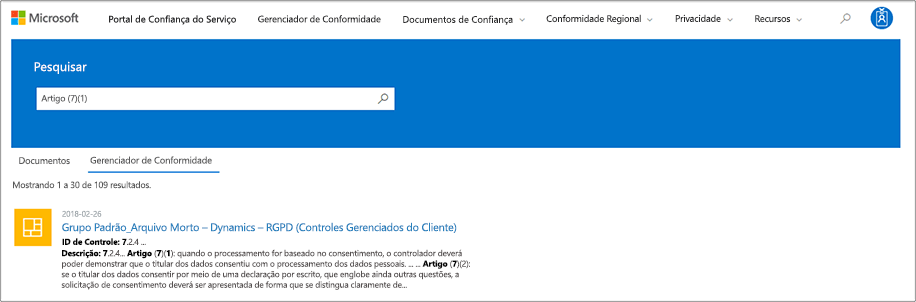 Microsoft Portal de Confiança do Serviço Gerenciador de Conformidade Documentos de Confiança Conformidade Regional Privacidade Recursos
Pesquisar
Artigo (7)(1)
Documentos Gerenciador de Conformidade
Mostrando 1 a 30 de 109 resultados.
2018-02-26
Grupo Padrão_Arquivo Morto – Dynamics – RGPD (Controles Gerenciados do Cliente)
ID de Controle: 7.2.4 ...
Descrição: 7.2.4... Artigo (7)(1): quando o processamento for baseado no consentimento, o controlador deverá
poder demonstrar que o titular dos dados consentiu com o processamento dos dados pessoais. ... ... Artigo (7)(2):
se o titular dos dados consentir por meio de uma declaração por escrito, que englobe ainda outras questões, a
solicitação de consentimento deverá ser apresentada de forma que se distingua claramente de...